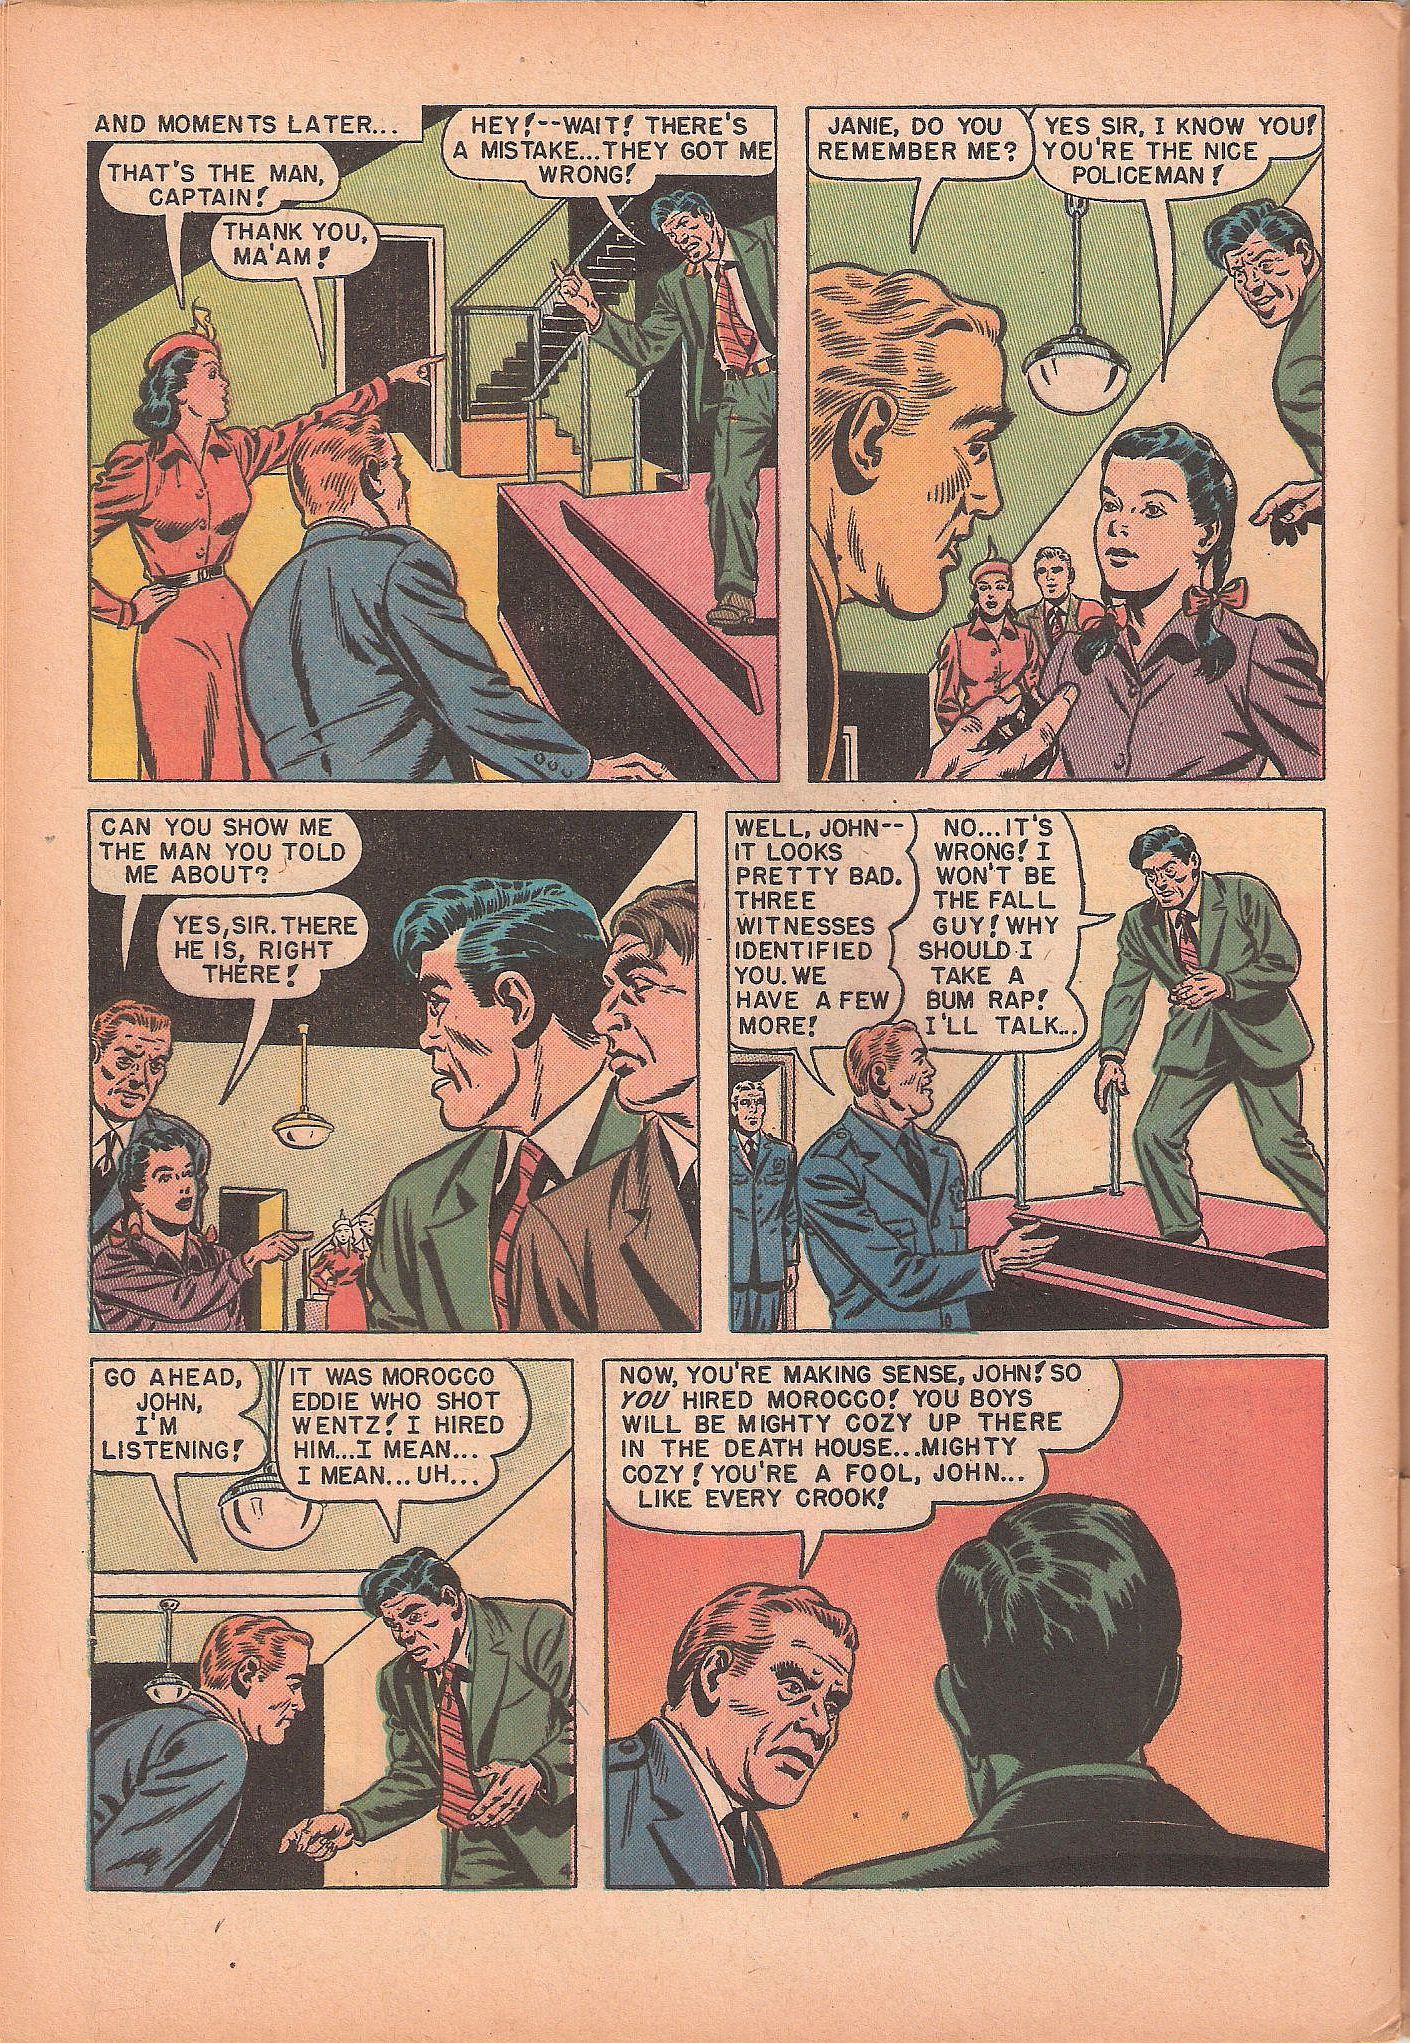 AND MOMENTS LATER...
THAT'S THE MAN,
CAPTAIN!
THANK YOU,
MA'AM!
HEY!--WAIT! THERE'S
A MISTAKE...THEY GOT ME
WRONG!
JANIE, DO YOU
REMEMBER ME?
YES SIR, I KNOW YOU!
YOU'RE THE NICE
POLICEMAN!
CAN YOU SHOW ME
THE MAN YOU TOLD
ME ABOUT?
YES, SIR. THERE
HE IS, RIGHT
THERE!
WELL, JOHN--
IT LOOKS
PRETTY BAD.
THREE
WITNESSES
IDENTIFIED
YOU. WE
HAVE A FEW
MORE!
NO...IT'S
WRONG! I
WON'T BE
THE FALL
GUY! WHY
SHOULD I
TAKE A
BUM RAP!
I'LL TALK...
GO AHEAD,
JOHN,
I'M
LISTENING!
IT WAS MOROCCO
EDDIE WHO SHOT
WENTZ! I HIRED
HIM...I MEAN...
I MEAN...UH...
NOW, YOU'RE MAKING SENSE, JOHN! SO
YOU HIRED MOROCCO! YOU BOYS
WILL BE MIGHTY COZY UP THERE
IN THE DEATH HOUSE...MIGHTY
COZY! YOU'RE A FOOL, JOHN...
LIKE EVERY CROOK!